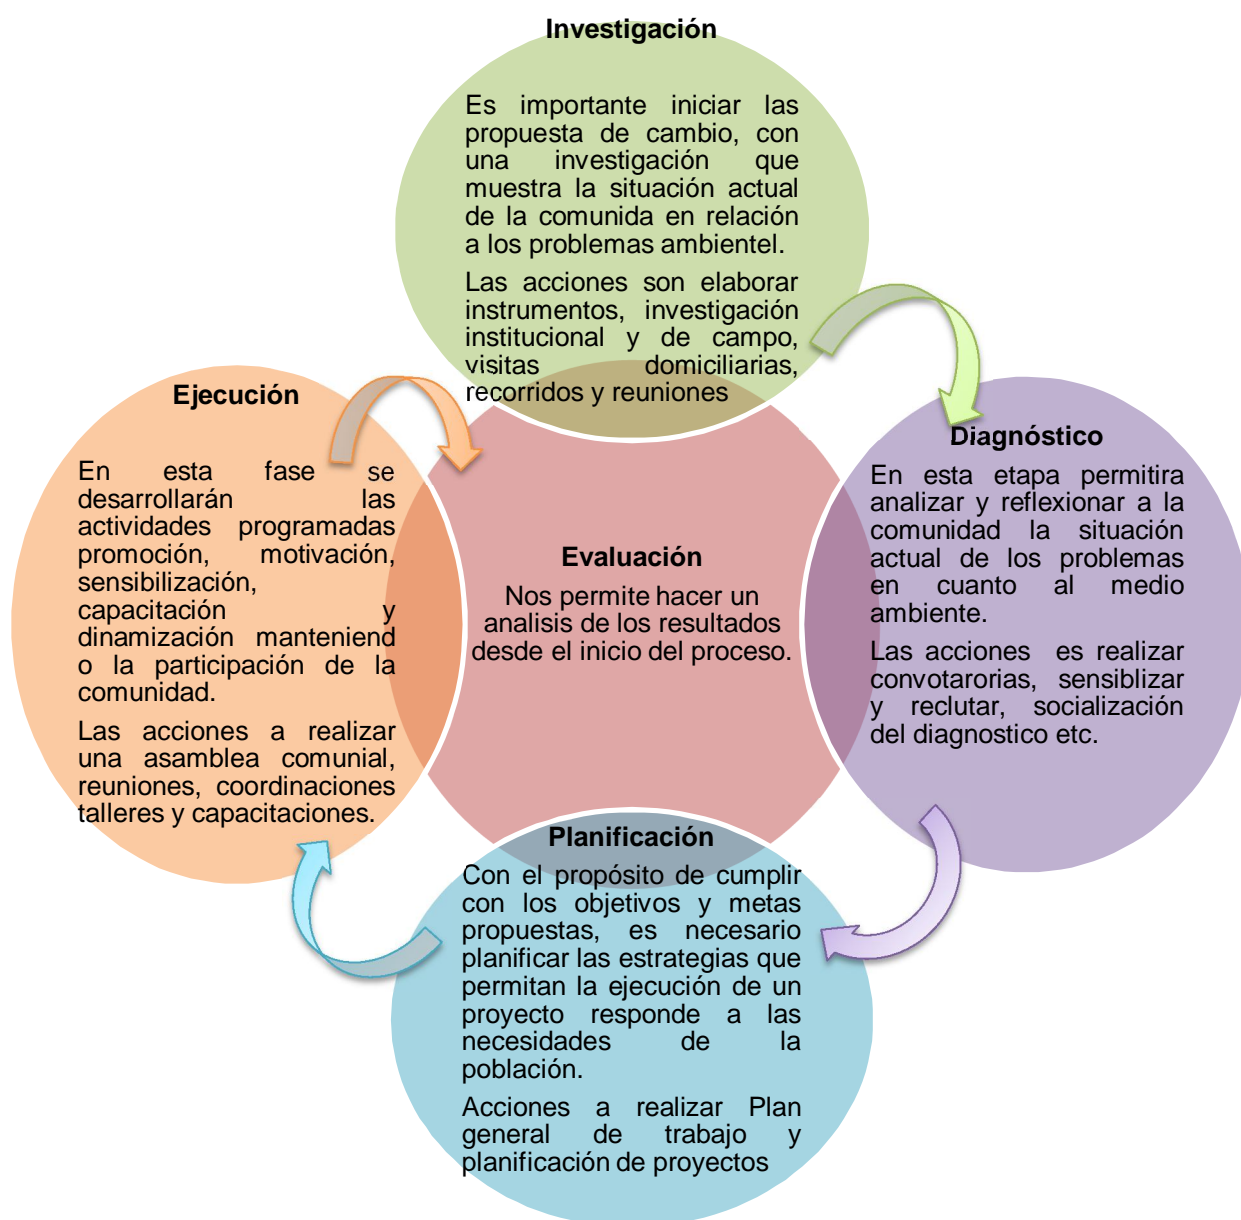 Investigación
Es importante iniciar las
propuesta de cambio, con
una investigación que
muestra la situación actual
de la comunida en relación
a los problemas ambientel.
Las acciones son elaborar
instrumentos, investigación
institucional y de campo,
visitas domiciliarias,
recorridos y reuniones
Diagnóstico
En esta etapa permitira
analizar y reflexionar a la
comunidad la situación
actual de los problemas
en cuanto al medio
ambiente.
Las acciones es realizar
convotarorias, sensiblizar
y reclutar, socialización
del diagnostico etc.
Planificación
Con el propósito de cumplir
con los objetivos y metas
propuestas, es necesario
planificar las estrategias que
permitan la ejecución de un
proyecto responde a las
necesidades de la
población.
Acciones a realizar Plan
general de trabajo y
planificación de proyectos
Ejecución
En esta fase se
desarrollarán las
actividades programadas
promoción, motivación,
sensibilización,
capacitación y
dinamización manteniend
o la participación de la
comunidad.
Las acciones a realizar
una asamblea comunial,
reuniones, coordinaciones
talleres y capacitaciones.
Evaluación
Nos permite hacer un
analisis de los resultados
desde el inicio del proceso.